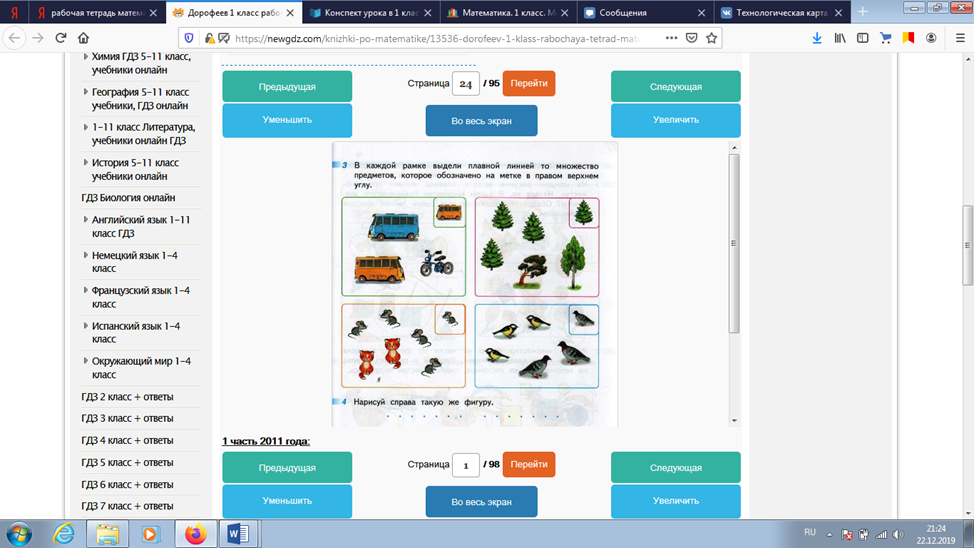 рабочая тетрадь матем
Дорофеев 1 класс рабо
Конспект урока в 1 клас
Математика. 1 класс. М
Сообщения
Технологическая карта
https://newgdz.com/knizhki-po-matematike/13536-dorofeev-1-klass-rabochaya-tetrad-mat
Химия ГДЗ 5-11 класс,
учебники онлайн
География 5-11 класс
учебники, ГДЗ онлайн
1-11 класс Литература,
учебники онлайн ГДЗ
История 5-11 класс
учебники онлайн
ГДЗ Биология онлайн
Английский язык 1-11
класс ГДЗ
Немецкий язык 1-4
класс
Французский язык 1-4
класс
Испанский язык 1-4
класс
Окружающий мир 1-4
класс
ГДЗ 2 класс + ответы
ГДЗ 3 класс + ответы
ГДЗ 4 класс + ответы
ГДЗ 5 класс + ответы
ГДЗ 6 класс + ответы
ГДЗ 7 класс + ответы
Предыдущая
Страница 24 / 95 Перейти
Следующая
Уменьшить
Во весь экран
Увеличить
3 В каждой рамке выдели плавной линией то множество
предметов, которое обозначено на метке в правом верхнем
углу.
4 Нарисуй справа такую же фигуру.
1 часть 2011 года:
Предыдущая
Страница 1 / 98 Перейти
Следующая
Уменьшить
Во весь экран
Увеличить
RU
21:24
22.12.2019